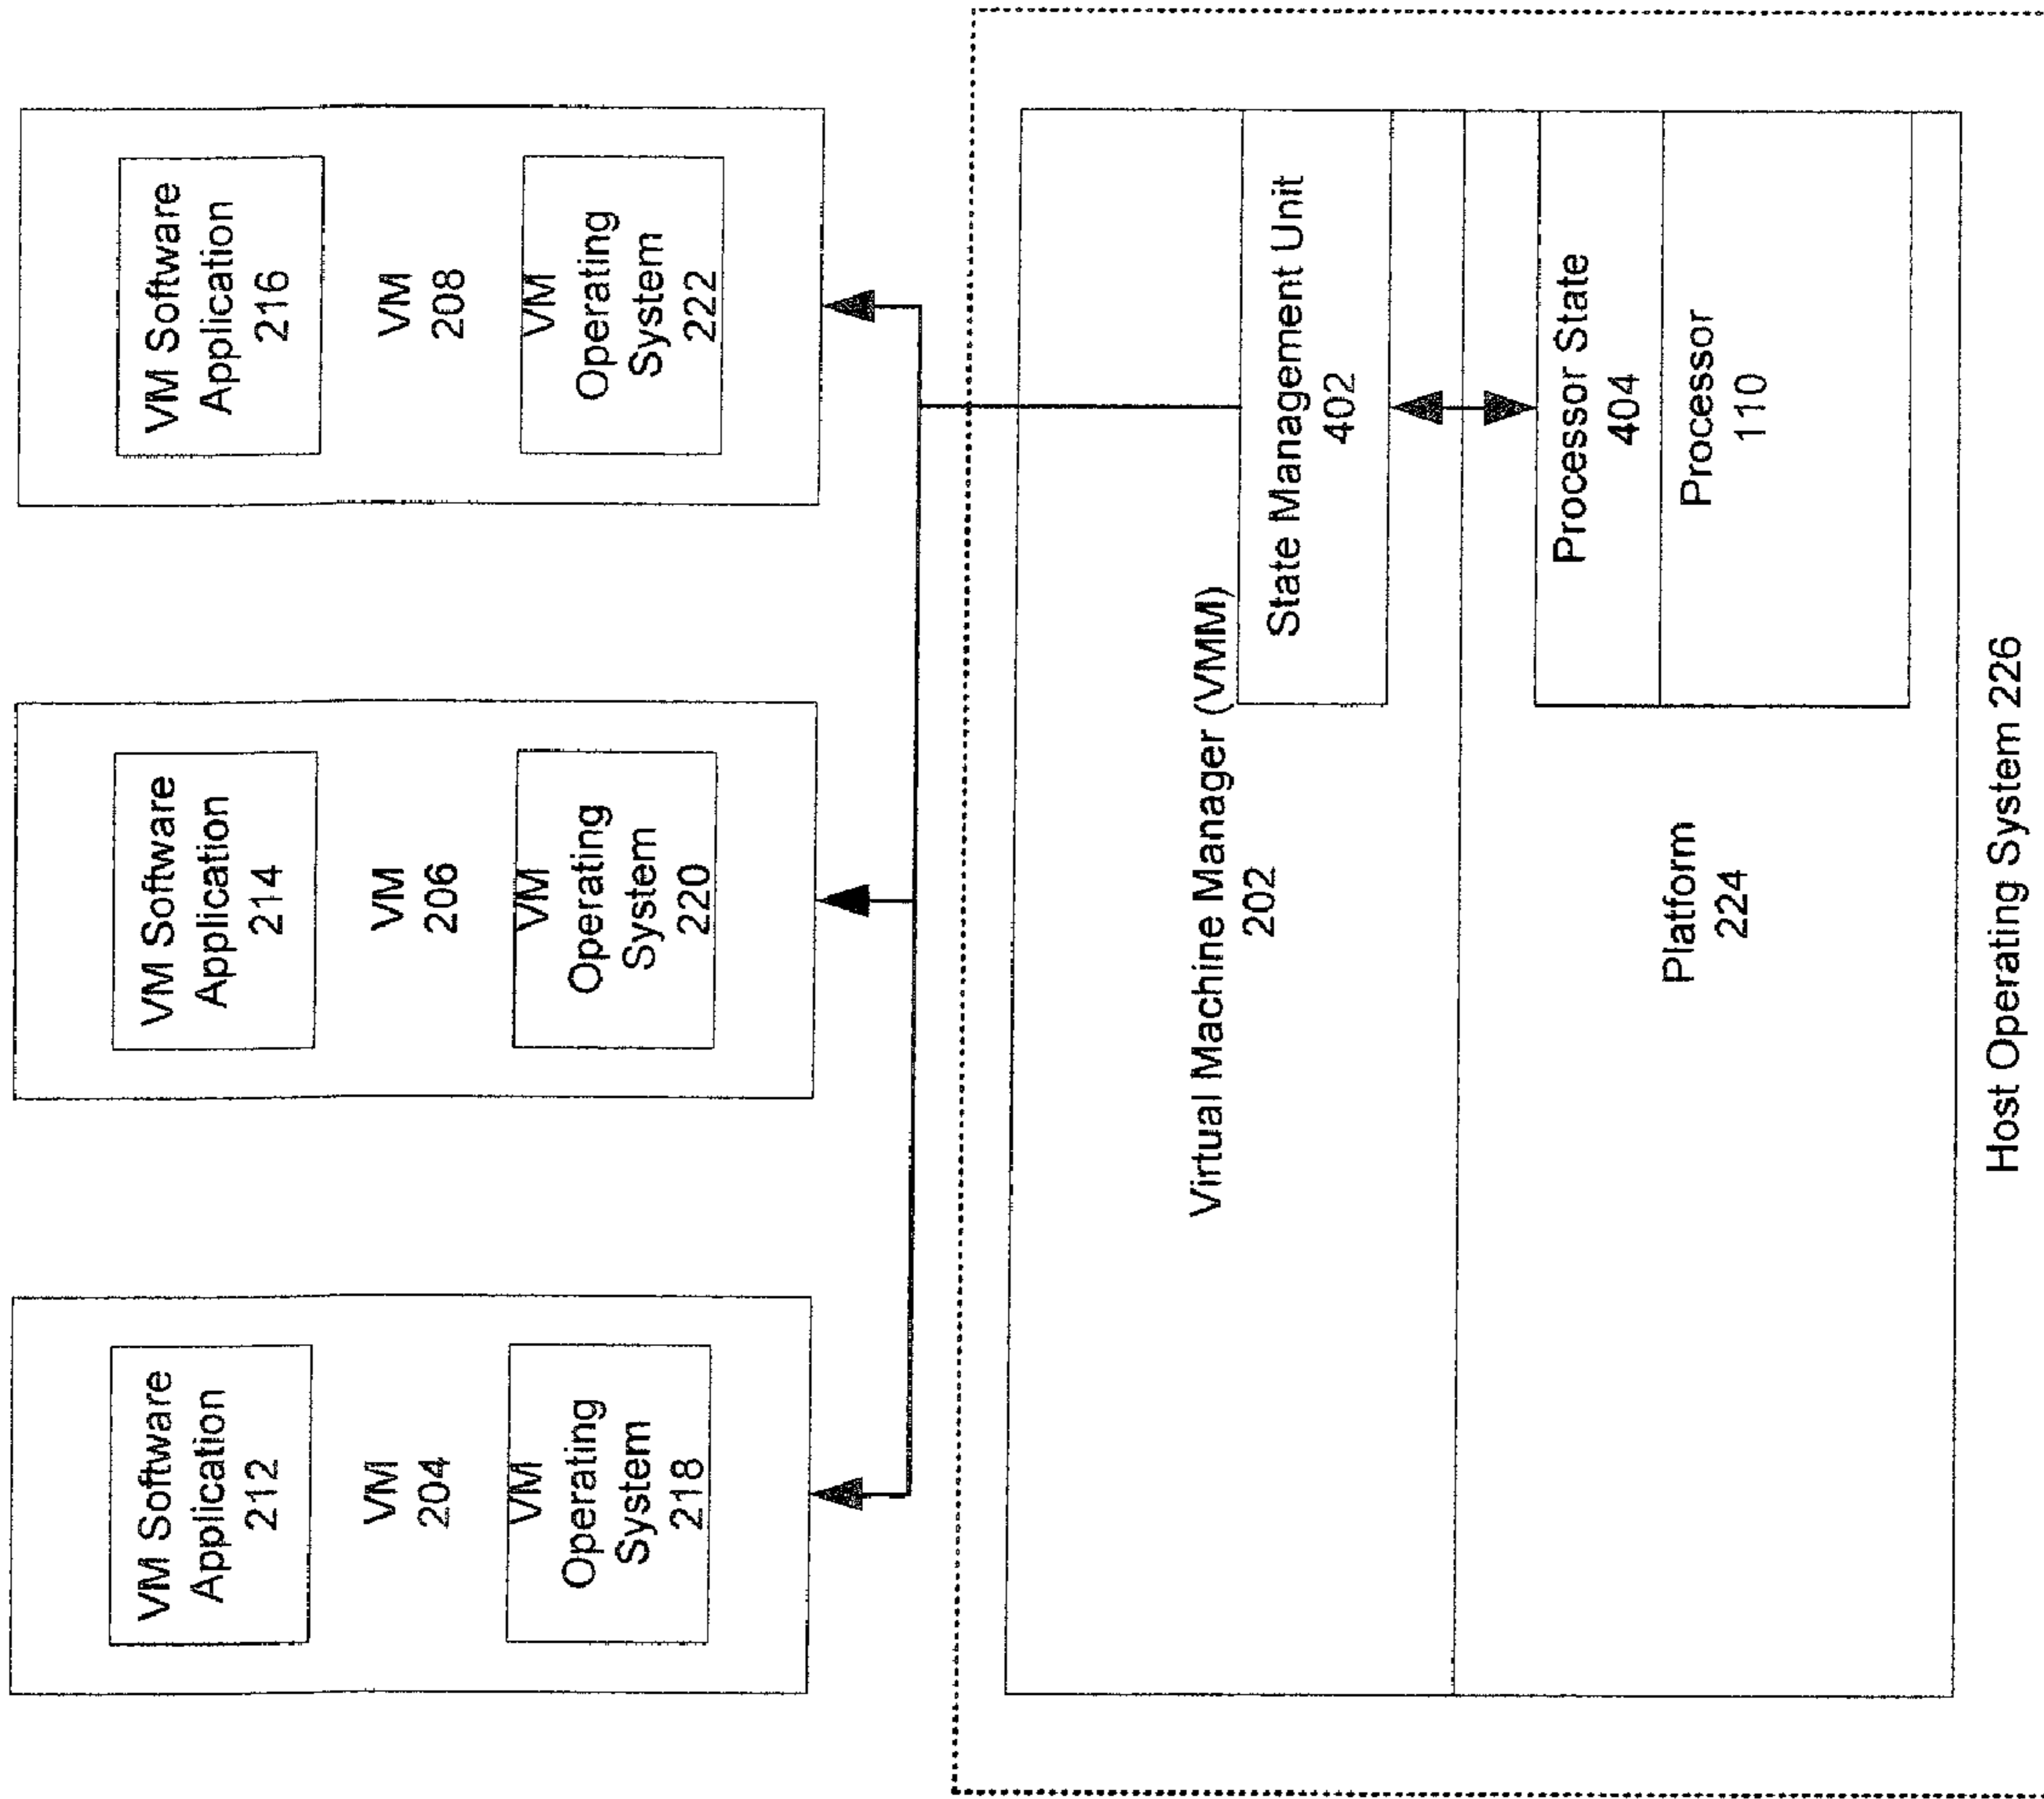 VM Software
Application
212
VM
204
VM
Operating
System
218
VM Software
Application
214
VM
206
VM
Operating
System
220
VM Software
Application
216
VM
208
VM
Operating
System
222
Virtual Machine Manager (VMM)
202
State Management Unit
402
Platform
224
Processor State
404
Processor
110
Host Operating System 226